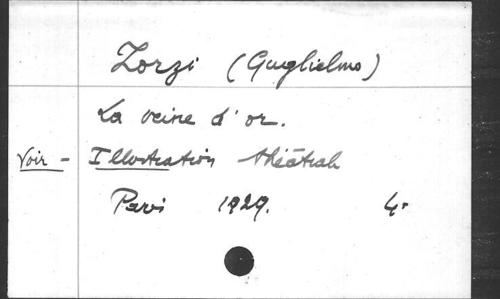 Zorzi (Guglielmo)
La veine d'or.
Voir - Illustration théâtrale
Paris 1929. 4°